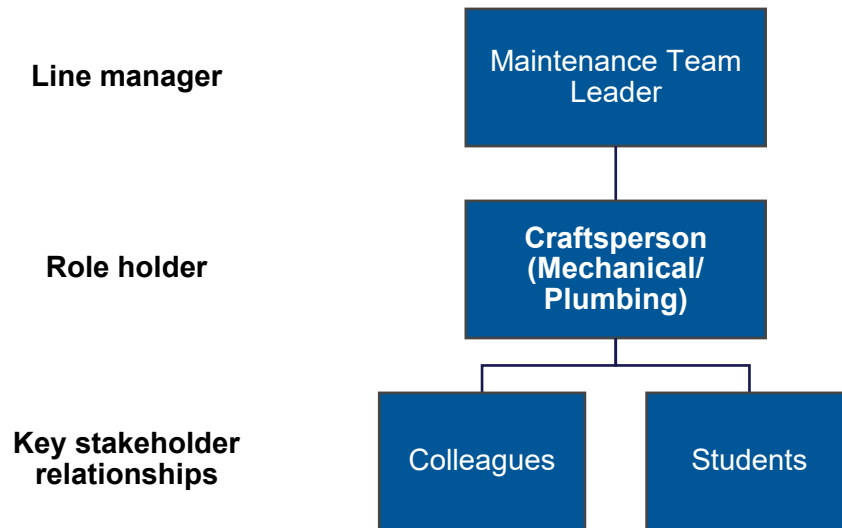 Line manager
Maintenance Team
Leader
Role holder
Craftsperson
(Mechanical/
Plumbing)
Key stakeholder
relationships
Colleagues
Students